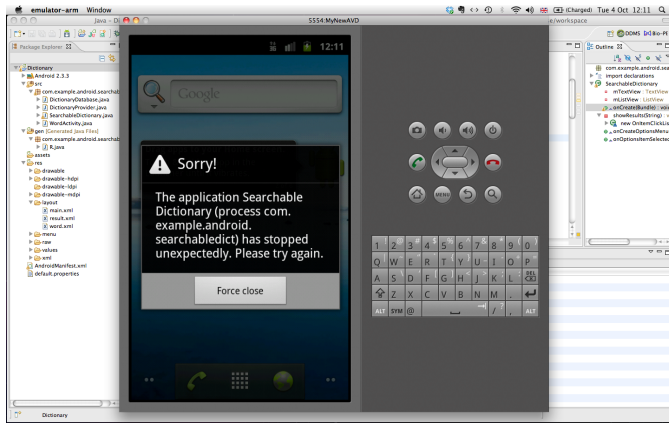 emulator-arm Window
(Charged) Tue 4 Oct 12:11
Java - Di
5554:MyNewAVD
e/workspace
DDMS
Bio-PE
Package Explorer
Outline
Dictionary
Android 2.3.3
src
com.example.android.searchab
DictionaryDatabase.java
DictionaryProvider.java
SearchableDictionary.java
WordActivity.java
gen [Generated Java Files]
com.example.android.searchab
R.java
assets
res
drawable
drawable-hdpi
drawable-ldpi
drawable-mdpi
layout
main.xml
result.xml
word.xml
menu
raw
values
xml
AndroidManifest.xml
default.properties
12:11
Google
Sorry!
The application Searchable
Dictionary (process com.
example.android.
searchabledict) has stopped
unexpectedly. Please try again.
Force close
MENU
1 2 3 4 5 6 7 8 9 0
Q W E R T Y U I O P
A S D F G H J K L DEL
Z X C V B N M .
ALT SYM @ / , ALT
com.example.android.sea
import declarations
SearchableDictionary
mTextView : TextView
mListView : ListView
onCreate(Bundle) : voi
showResults(String) : v
new OnItemClickLis
onCreateOptionsMenu
onOptionsItemSelected
Dictionary